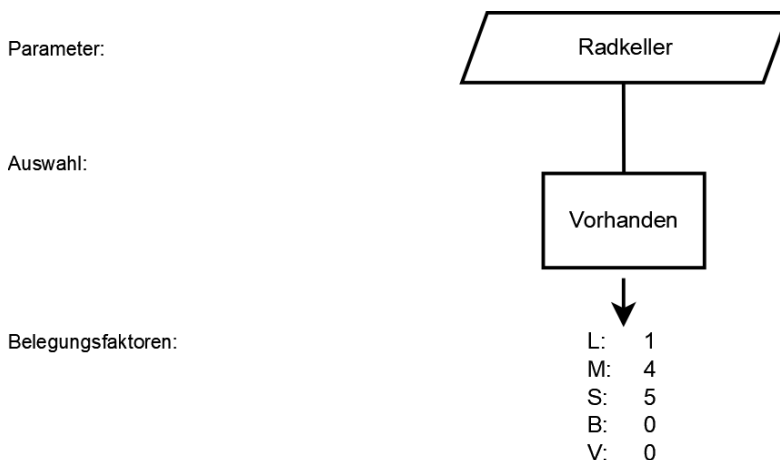 Parameter:
Radkeller
Auswahl:
Vorhanden
Belegungsfaktoren:
L: 1
M: 4
S: 5
B: 0
V: 0